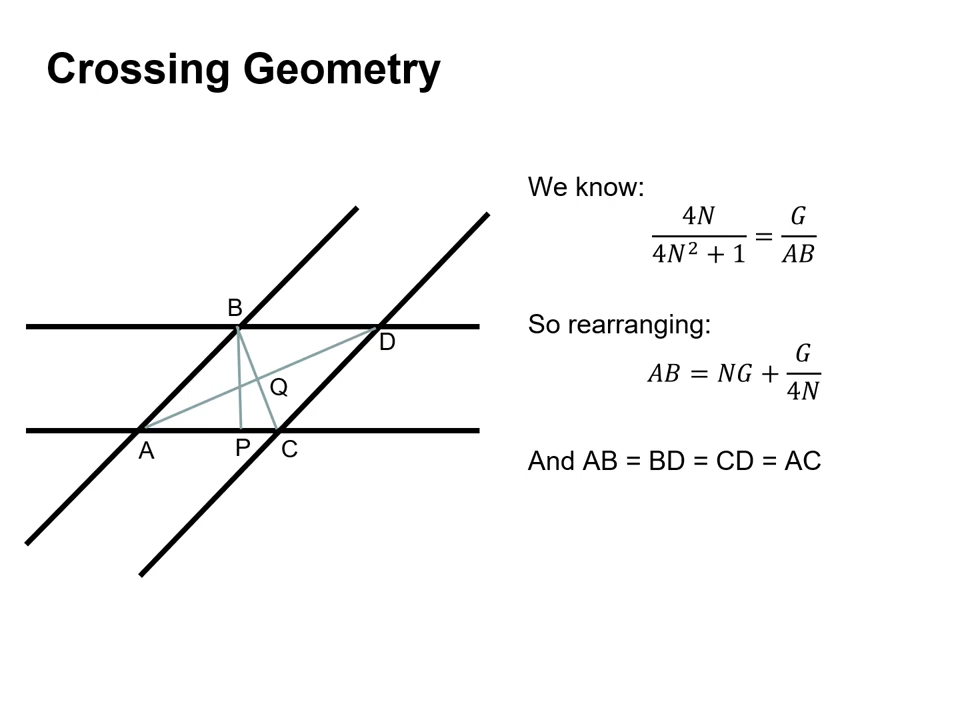 Crossing Geometry
We know:
4N / (4N² + 1) = G / AB
So rearranging:
AB = NG + G / 4N
And AB = BD = CD = AC
B
D
Q
A
P
C